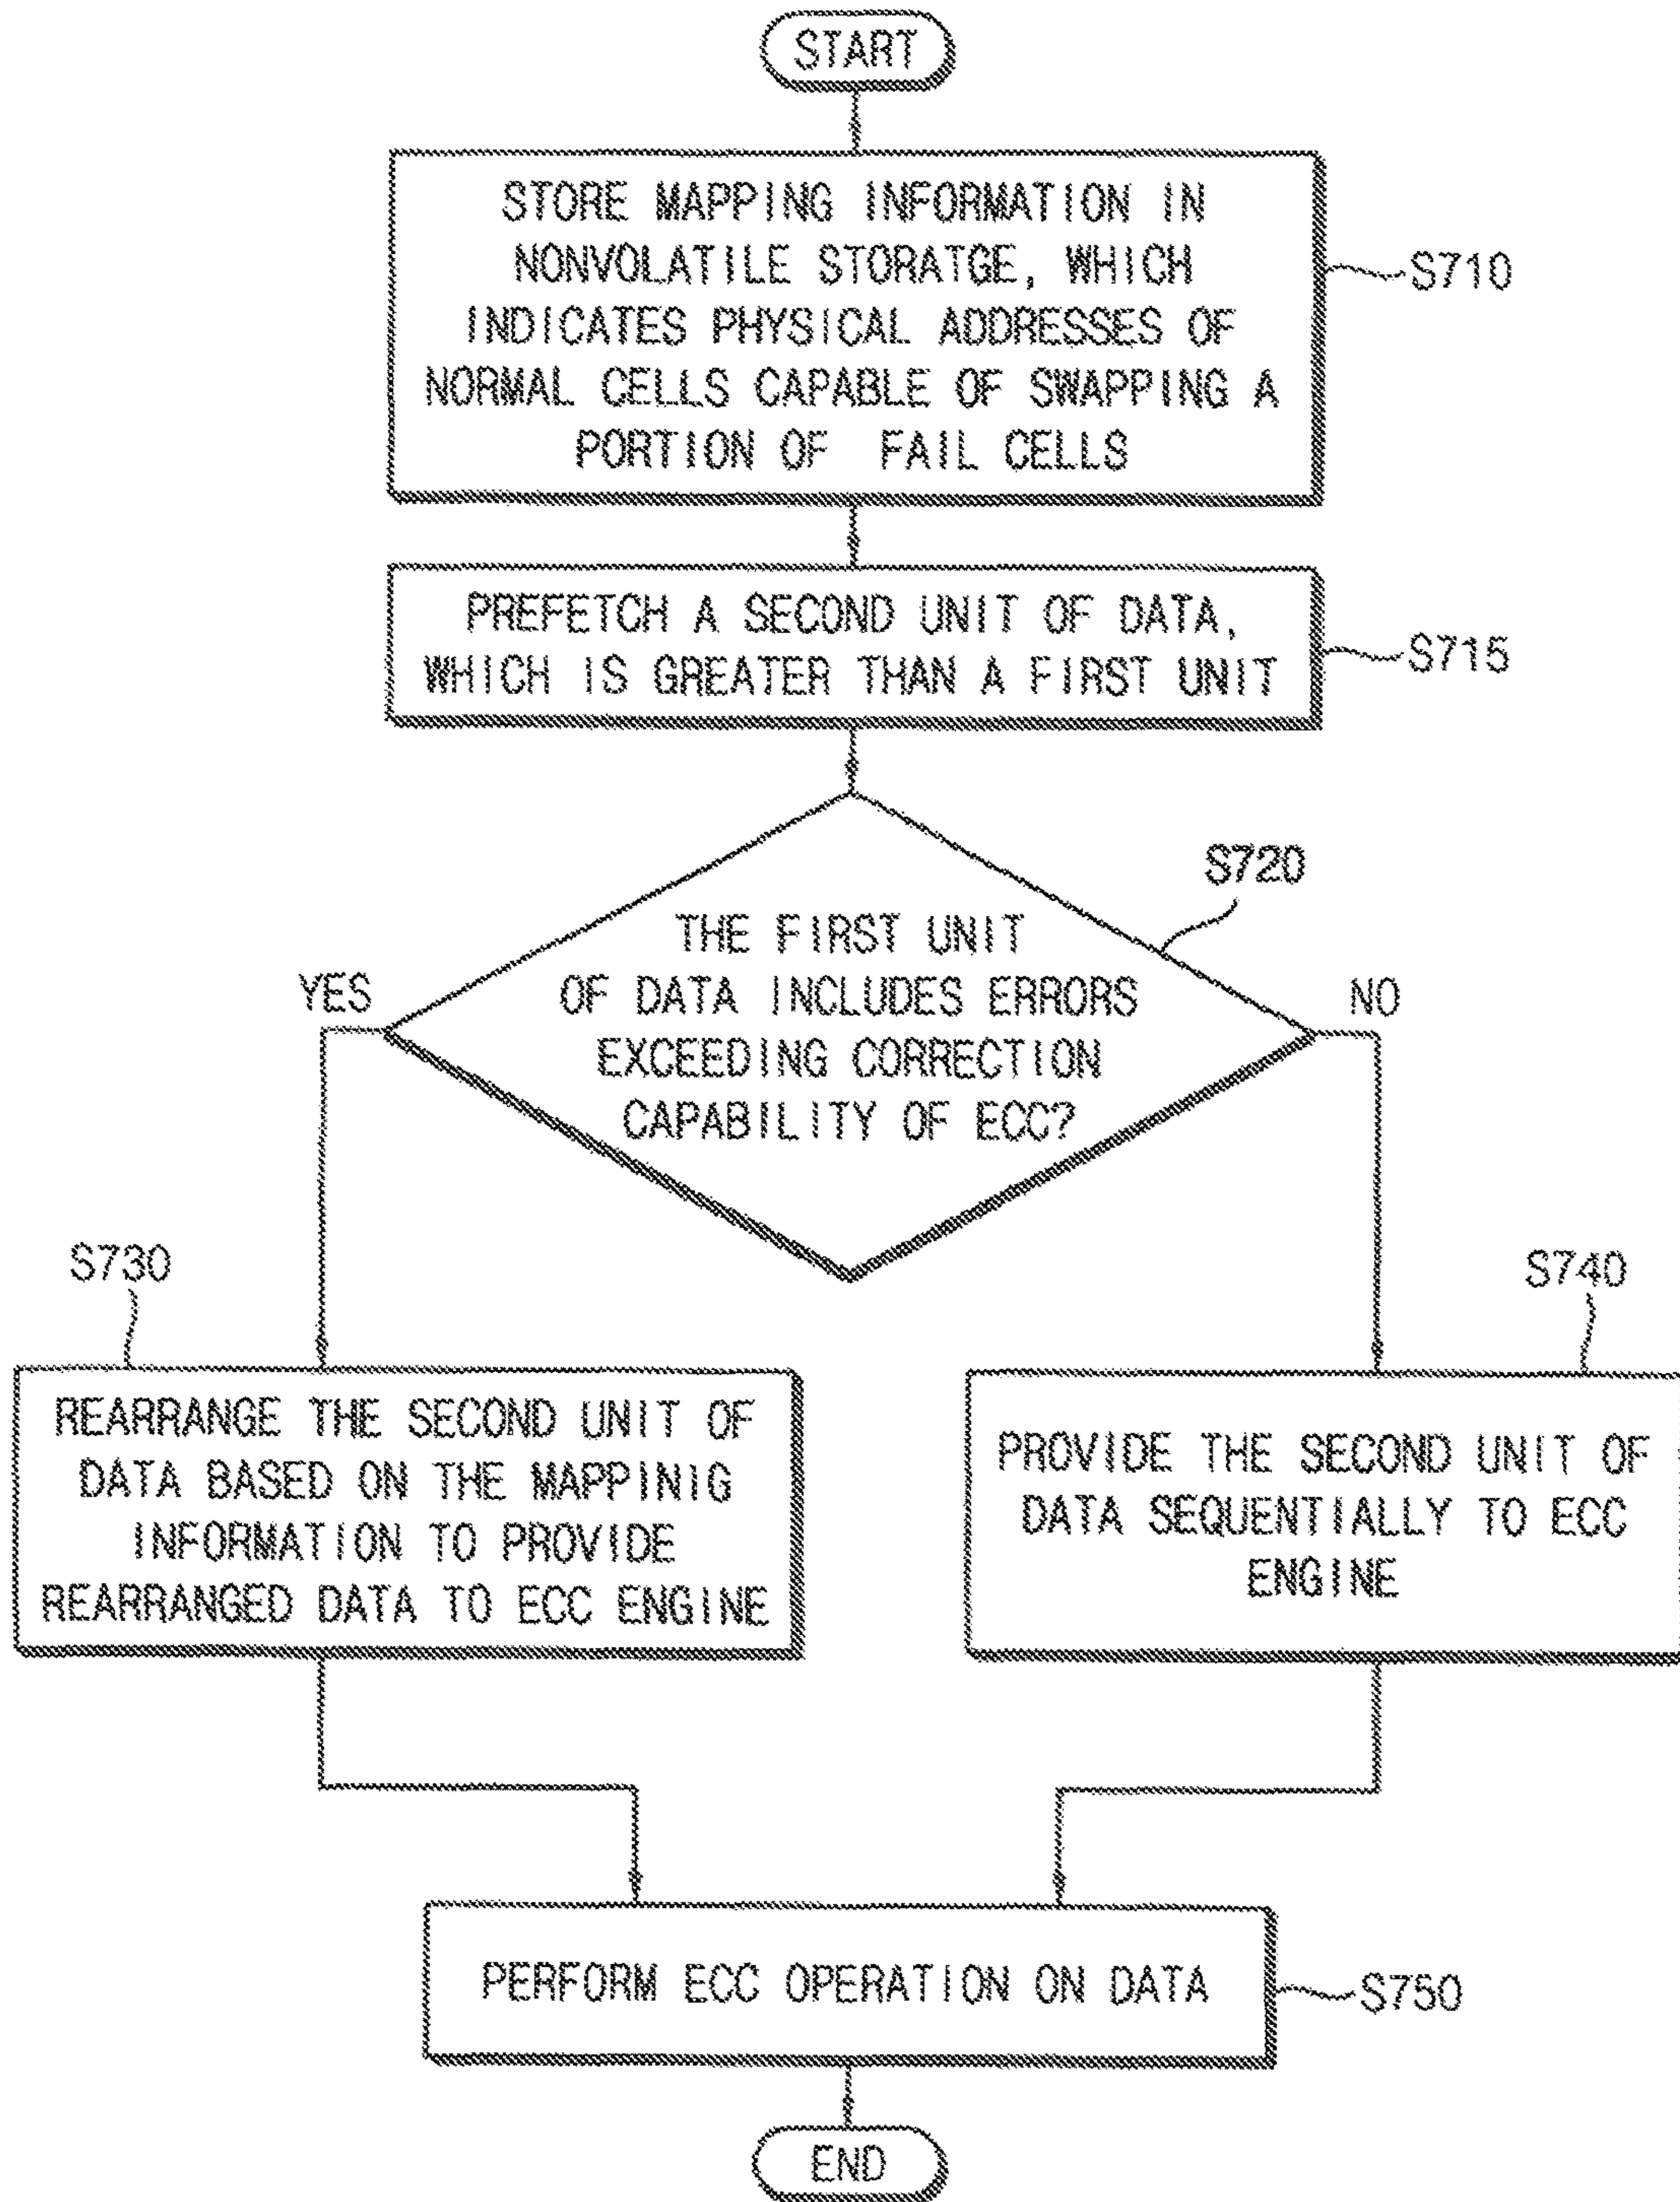 START
STORE MAPPING INFORMATION IN
NONVOLATILE STORATGE, WHICH
INDICATES PHYSICAL ADDRESSES OF
NORMAL CELLS CAPABLE OF SWAPPING A
PORTION OF FAIL CELLS
S710
PREFETCH A SECOND UNIT OF DATA,
WHICH IS GREATER THAN A FIRST UNIT
S715
S720
THE FIRST UNIT
OF DATA INCLUDES ERRORS
EXCEEDING CORRECTION
CAPABILITY OF ECC?
YES
NO
S730
REARRANGE THE SECOND UNIT OF
DATA BASED ON THE MAPPINIG
INFORMATION TO PROVIDE
REARRANGED DATA TO ECC ENGINE
S740
PROVIDE THE SECOND UNIT OF
DATA SEQUENTIALLY TO ECC
ENGINE
PERFORM ECC OPERATION ON DATA
S750
END